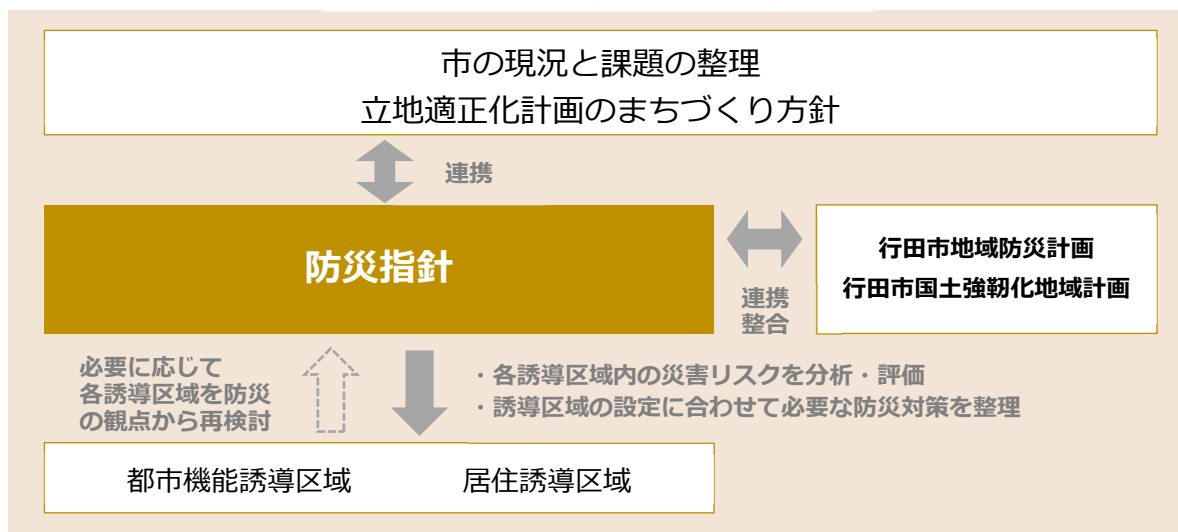 市の現況と課題の整理
立地適正化計画のまちづくり方針
連携
防災指針
連携
整合
行田市地域防災計画
行田市国土強靭化地域計画
必要に応じて
各誘導区域を防災
の観点から再検討
・各誘導区域内の災害リスクを分析・評価
・誘導区域の設定に合わせて必要な防災対策を整理
都市機能誘導区域 居住誘導区域